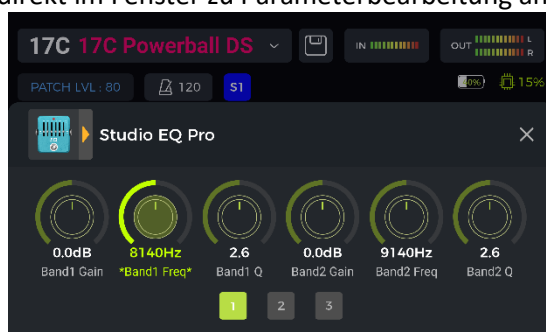 direkt im Fenster zu Parameterbearbeitung an
17C 17C Powerball DS
IN
OUT
L
R
PATCH LVL : 80
120
S1
40%
15%
Studio EQ Pro
0.0dB 8140Hz 2.6 0.0dB 9140Hz 2.6
Band1 Gain *Band1 Freq* Band1 Q Band2 Gain Band2 Freq Band2 Q
1 2 3